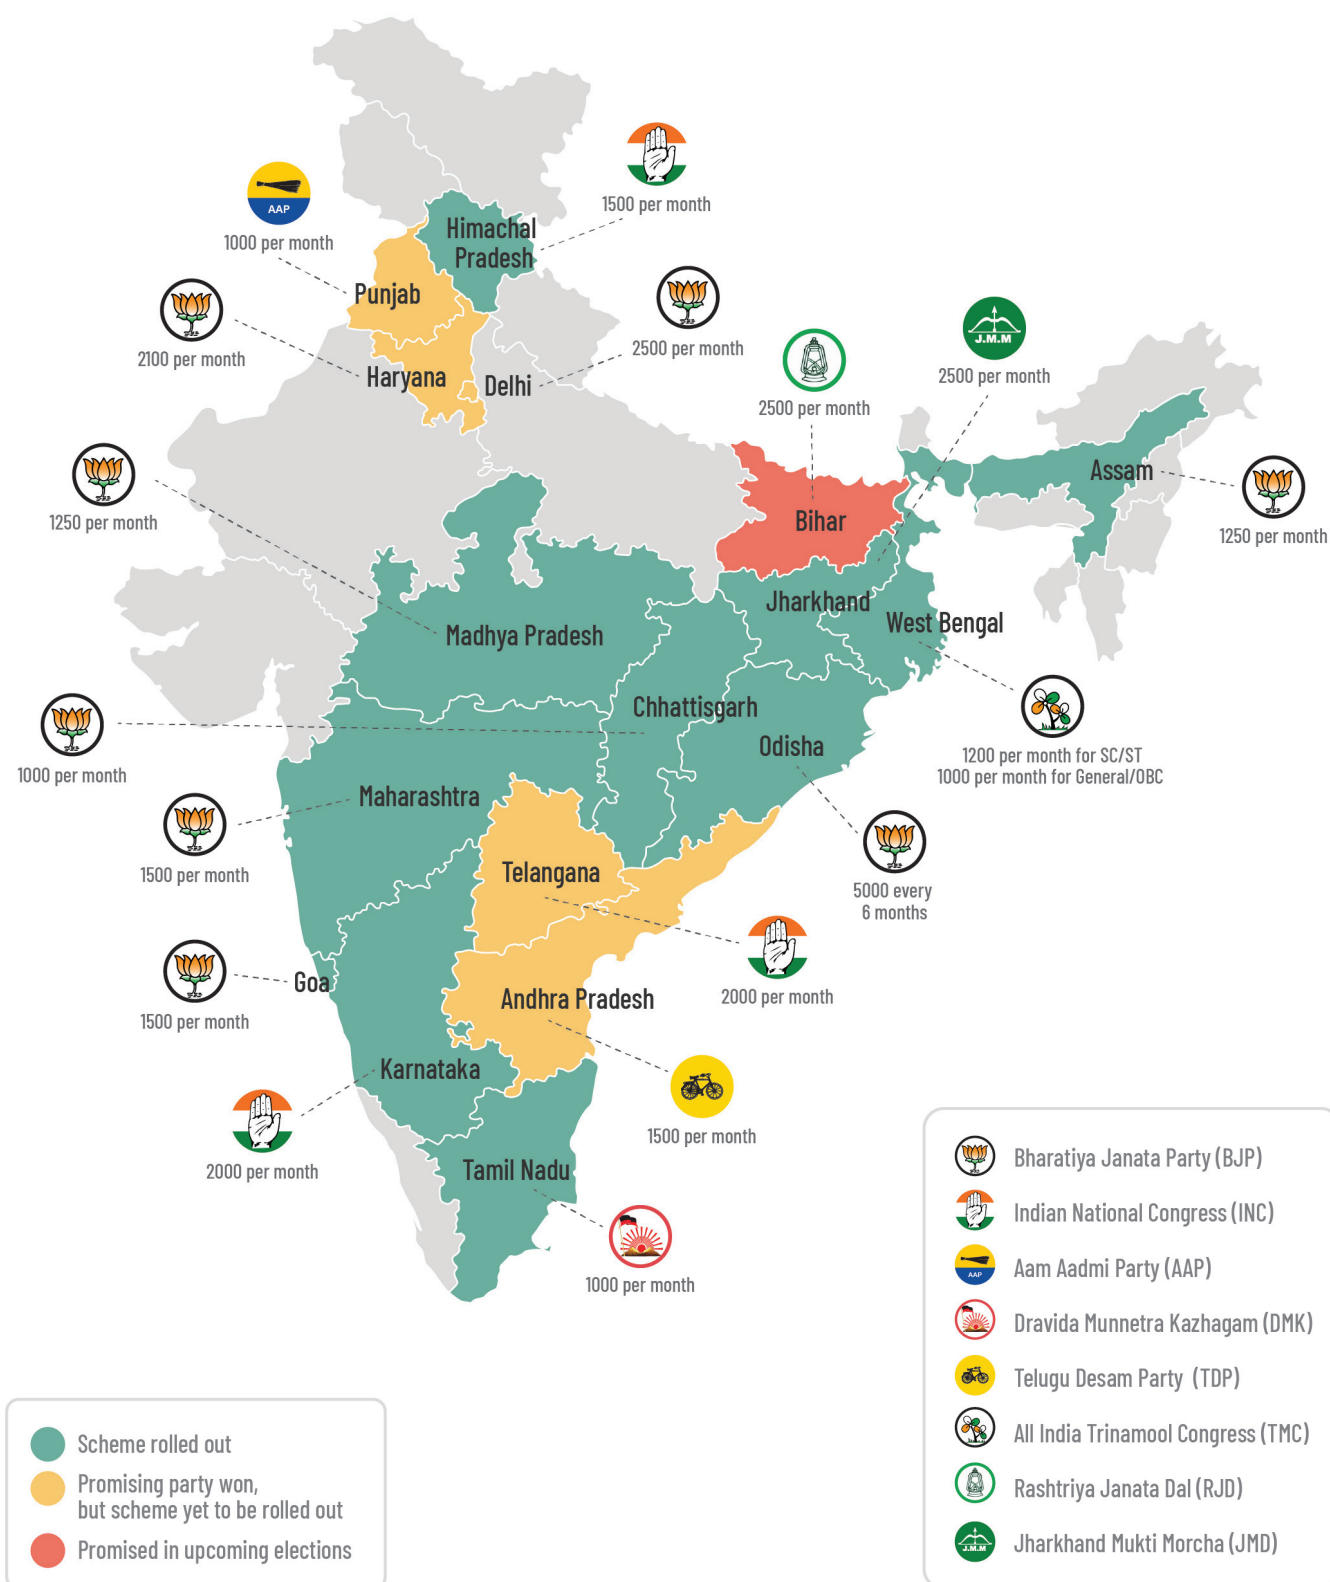 1500 per month
AAP
1000 per month
Himachal
Pradesh
Punjab
2100 per month
2500 per month
Haryana
Delhi
2500 per month
J.M.M
2500 per month
1250 per month
Bihar
Assam
1250 per month
Jharkhand
West Bengal
Madhya Pradesh
Chhattisgarh
1000 per month
Odisha
1200 per month for SC/ST
1000 per month for General/OBC
Maharashtra
1500 per month
Telangana
5000 every
6 months
Goa
1500 per month
2000 per month
Andhra Pradesh
Karnataka
1500 per month
2000 per month
Tamil Nadu
1000 per month
Bharatiya Janata Party (BJP)
Indian National Congress (INC)
AAP
Aam Aadmi Party (AAP)
Dravida Munnetra Kazhagam (DMK)
Telugu Desam Party (TDP)
All India Trinamool Congress (TMC)
Rashtriya Janata Dal (RJD)
J.M.M
Jharkhand Mukti Morcha (JMD)
Scheme rolled out
Promising party won,
but scheme yet to be rolled out
Promised in upcoming elections